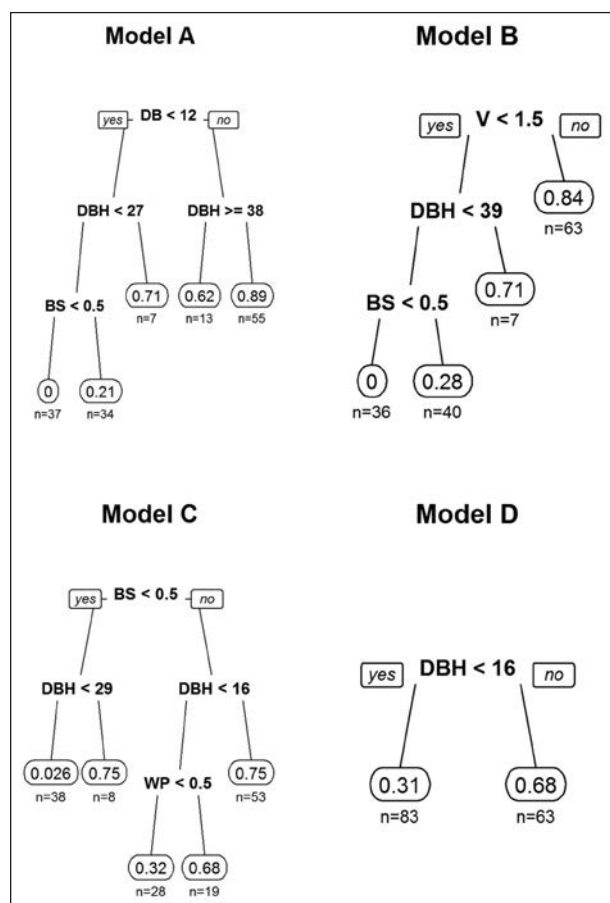 Model A
yes DB < 12 no
DBH < 27 DBH >= 38
BS < 0.5 0.71 0.62 0.89
n=7 n=13 n=55
0 0.21
n=37 n=34
Model B
yes V < 1.5 no
DBH < 39 0.84
n=63
BS < 0.5 0.71
n=7
0 0.28
n=36 n=40
Model C
yes BS < 0.5 no
DBH < 29 DBH < 16
0.026 0.75 WP < 0.5 0.75
n=38 n=8 n=53
0.32 0.68
n=28 n=19
Model D
yes DBH < 16 no
0.31 0.68
n=83 n=63